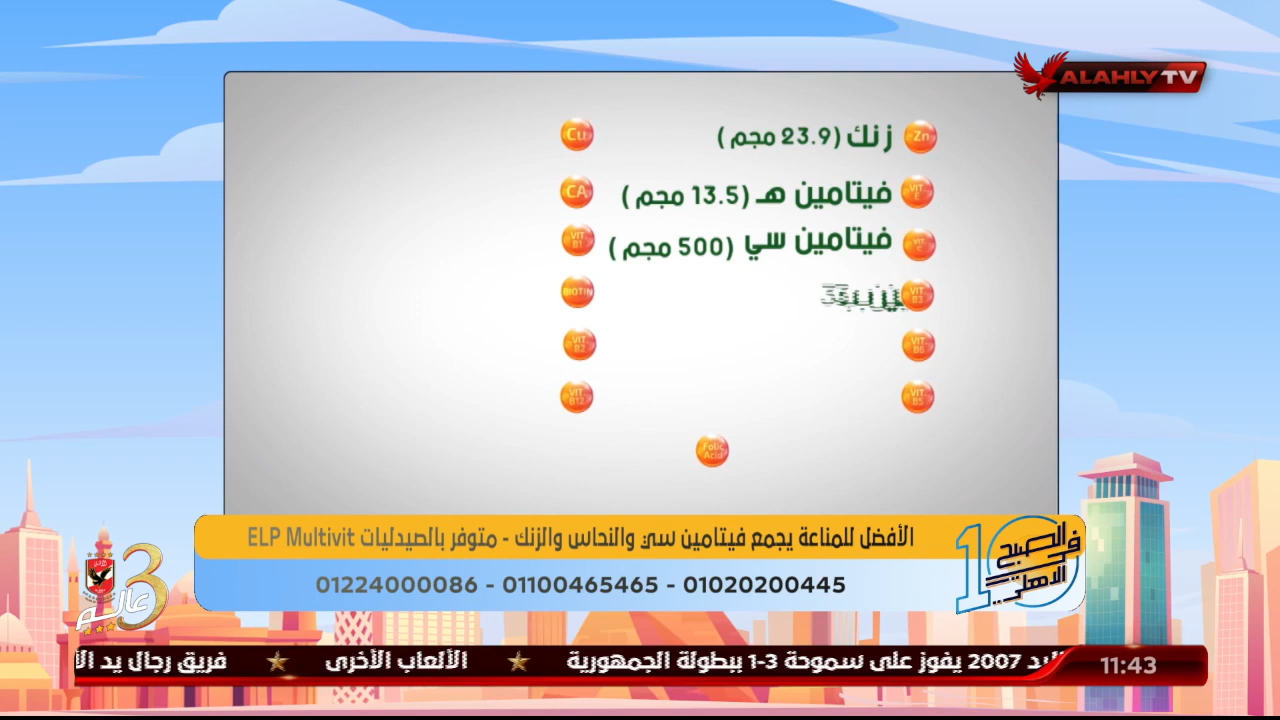 ALAHLY TV
زنك (23.9 مجم) Zn
Cu
فيتامين هـ (13.5 مجم) VIT E
CA
فيتامين سي (500 مجم) VIT C
VIT B1
VIT B3
BIOTIN
VIT B6
VIT B2
VIT B5
VIT B12
Folic Acid
الأفضل للمناعة يجمع فيتامين سي والنحاس والزنك - متوفر بالصيدليات ELP Multivit
01224000086 - 01100465465 - 01020200445
الصبح في الأهلي.. 10
3 عالم
2007 يفوز على سموحة 3-1 ببطولة الجمهورية ★ الألعاب الأخرى ★ فريق رجال يد
11:43